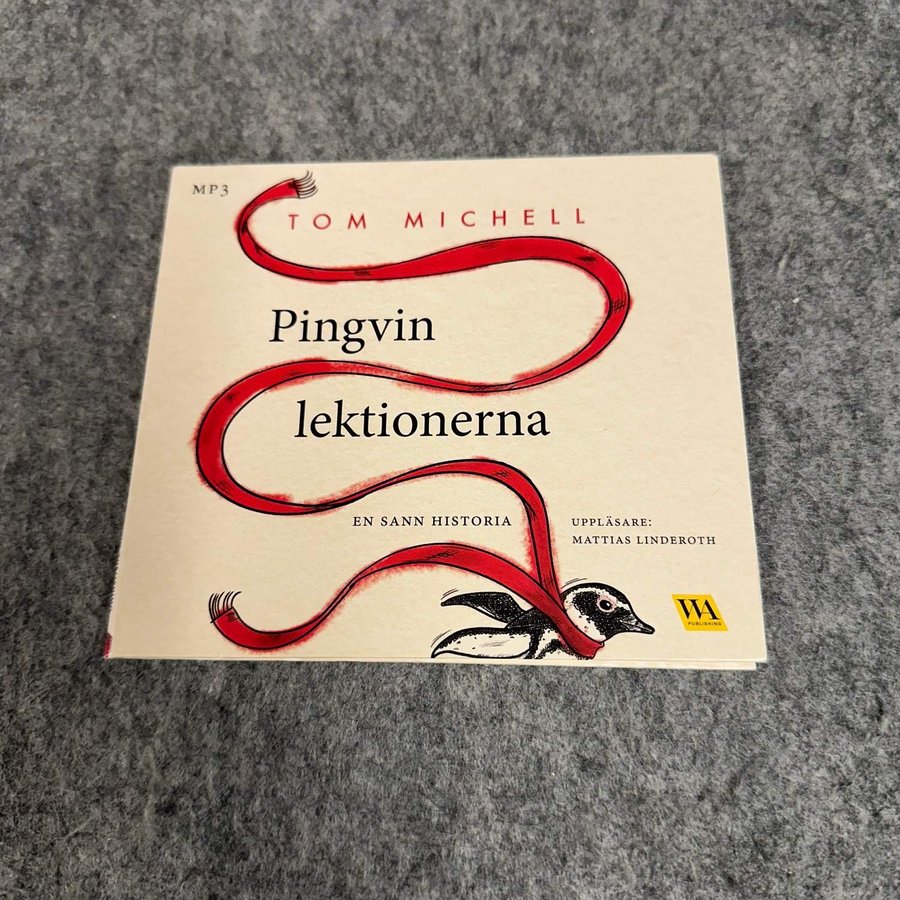 MP3
TOM MICHELL
Pingvin
lektionerna
EN SANN HISTORIA
UPPLÄSARE:
MATTIAS LINDEROTH
WA
PUBLISHING